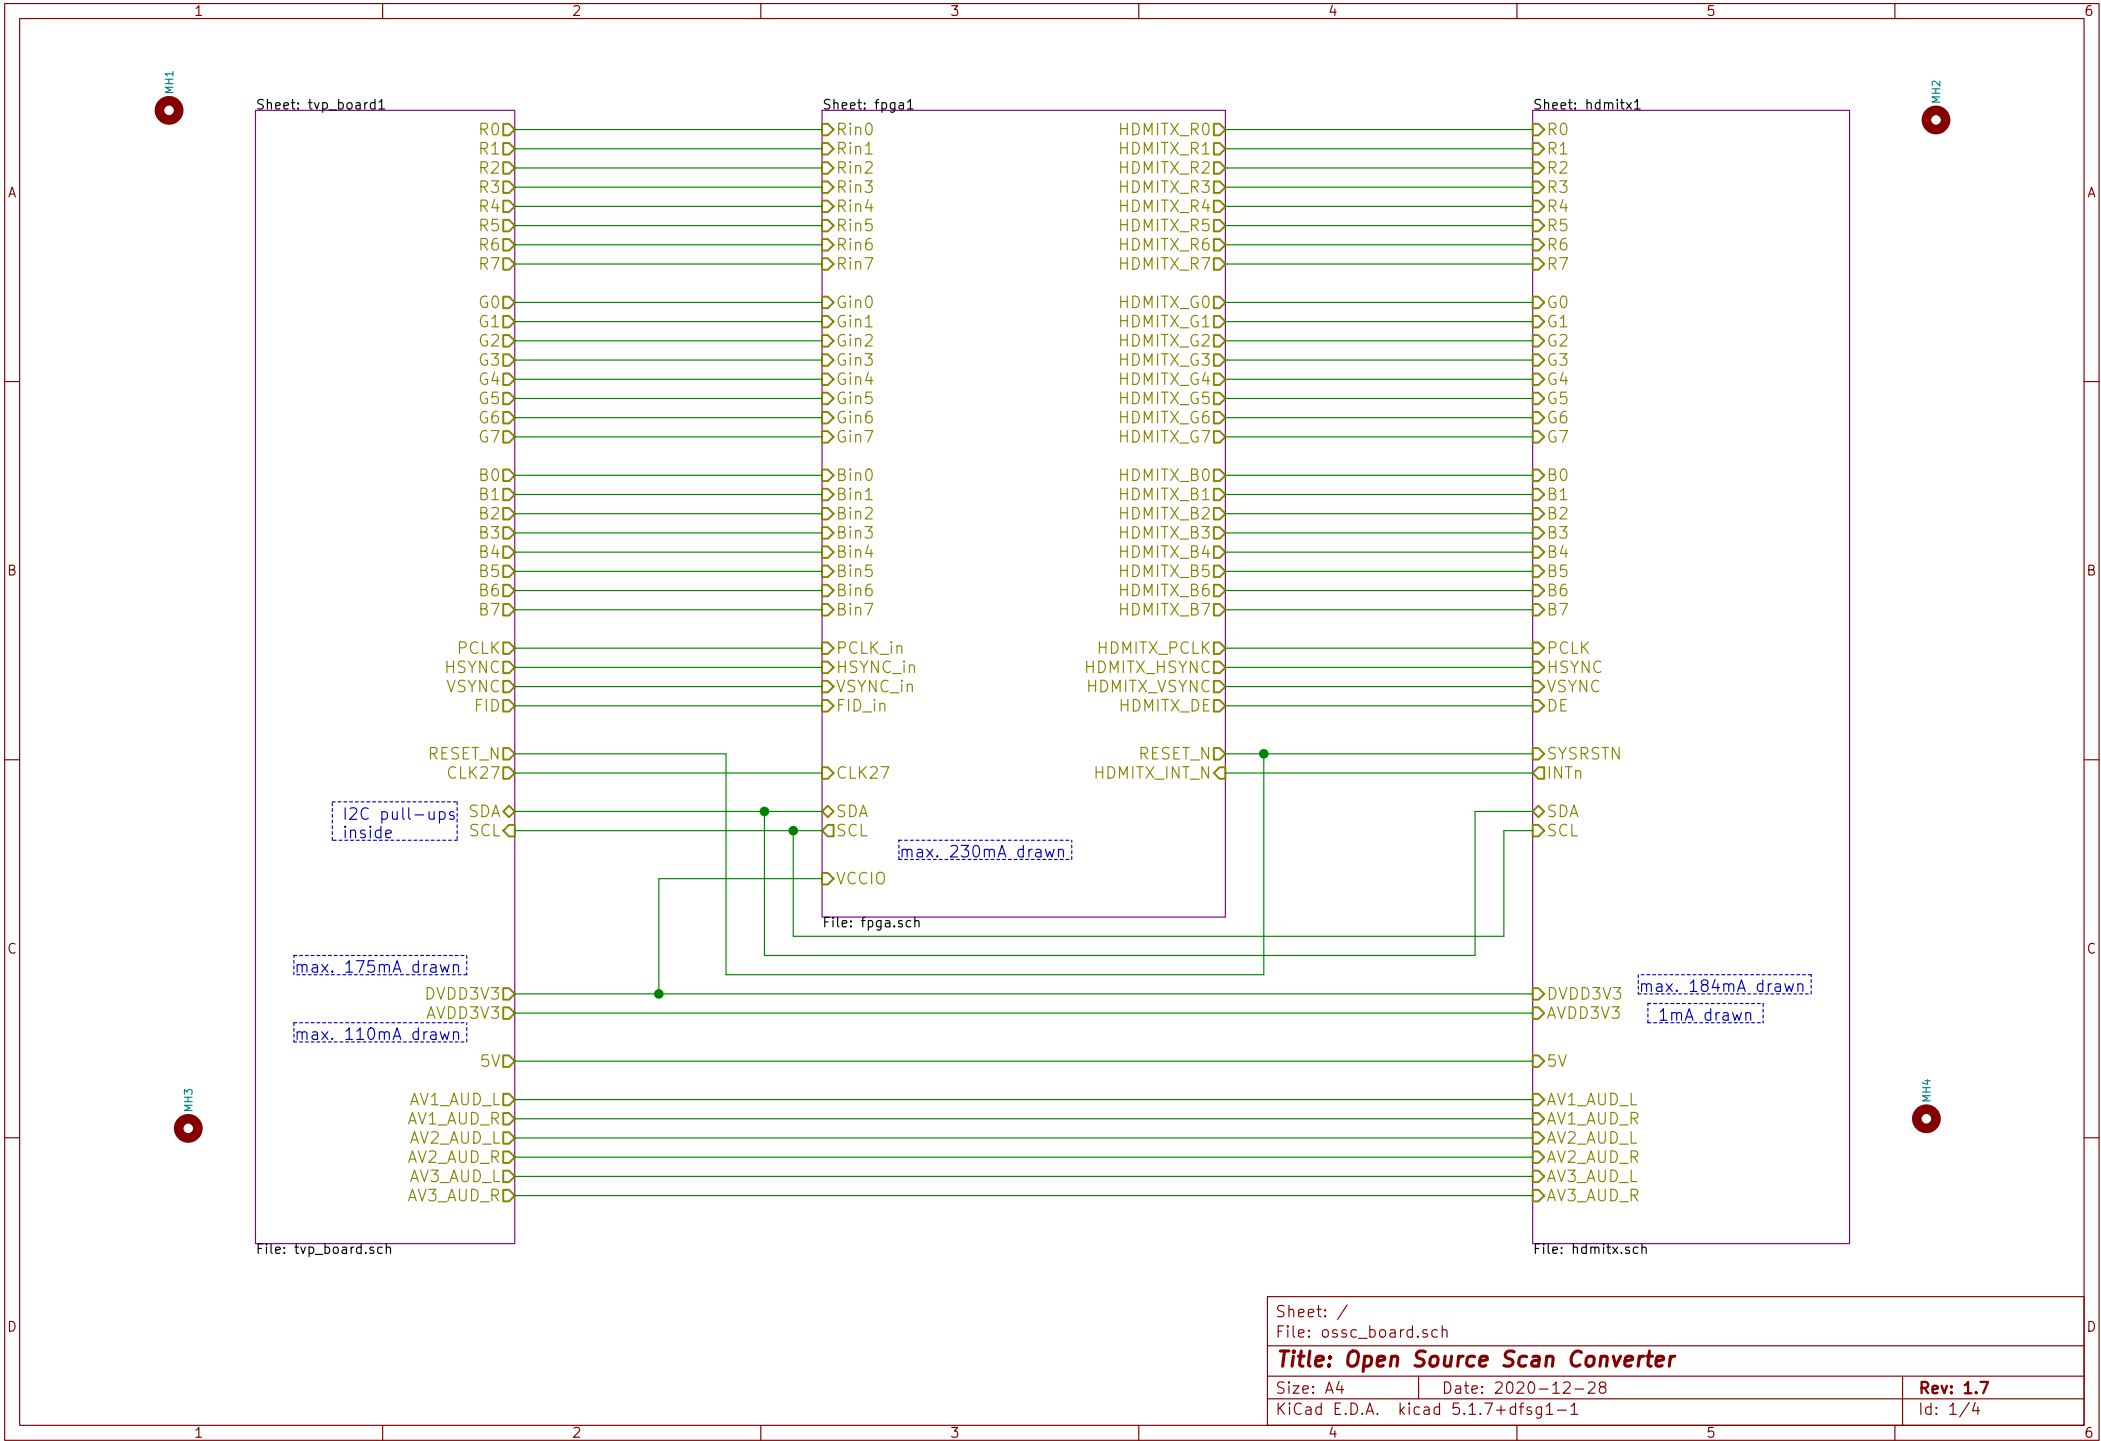 1 2 3 4 5 6
MH1
MH2
Sheet: tvp_board1
Sheet: fpga1
Sheet: hdmitx1
R0 Rin0 HDMITX_R0 R0
R1 Rin1 HDMITX_R1 R1
R2 Rin2 HDMITX_R2 R2
A R3 Rin3 HDMITX_R3 R3 A
R4 Rin4 HDMITX_R4 R4
R5 Rin5 HDMITX_R5 R5
R6 Rin6 HDMITX_R6 R6
R7 Rin7 HDMITX_R7 R7
G0 Gin0 HDMITX_G0 G0
G1 Gin1 HDMITX_G1 G1
G2 Gin2 HDMITX_G2 G2
G3 Gin3 HDMITX_G3 G3
G4 Gin4 HDMITX_G4 G4
G5 Gin5 HDMITX_G5 G5
G6 Gin6 HDMITX_G6 G6
G7 Gin7 HDMITX_G7 G7
B0 Bin0 HDMITX_B0 B0
B1 Bin1 HDMITX_B1 B1
B2 Bin2 HDMITX_B2 B2
B3 Bin3 HDMITX_B3 B3
B4 Bin4 HDMITX_B4 B4
B B5 Bin5 HDMITX_B5 B5 B
B6 Bin6 HDMITX_B6 B6
B7 Bin7 HDMITX_B7 B7
PCLK PCLK_in HDMITX_PCLK PCLK
HSYNC HSYNC_in HDMITX_HSYNC HSYNC
VSYNC VSYNC_in HDMITX_VSYNC VSYNC
FID FID_in HDMITX_DE DE
RESET_N RESET_N SYSRSTN
CLK27 CLK27 HDMITX_INT_N INTn
I2C pull-ups SDA SDA SDA
inside SCL SCL SCL
max. 230mA drawn
VCCIO
File: fpga.sch
C C
max. 175mA drawn
max. 184mA drawn
DVDD3V3 DVDD3V3
AVDD3V3 AVDD3V3 1mA drawn
max. 110mA drawn
5V 5V
MH3
MH4
AV1_AUD_L AV1_AUD_L
AV1_AUD_R AV1_AUD_R
AV2_AUD_L AV2_AUD_L
AV2_AUD_R AV2_AUD_R
AV3_AUD_L AV3_AUD_L
AV3_AUD_R AV3_AUD_R
File: tvp_board.sch
File: hdmitx.sch
Sheet: /
D D
File: ossc_board.sch
Title: Open Source Scan Converter
Size: A4 Date: 2020-12-28 Rev: 1.7
KiCad E.D.A. kicad 5.1.7+dfsg1-1 Id: 1/4
1 2 3 4 5 6